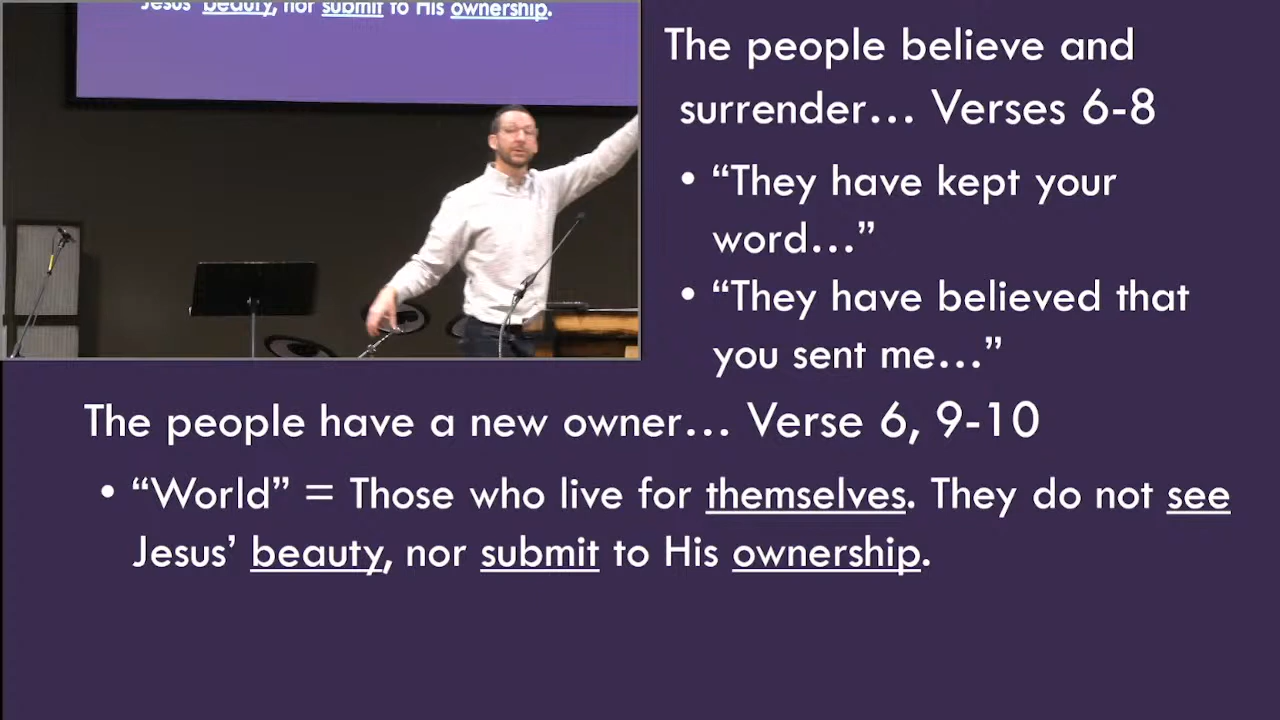 Jesus' beauty, nor submit to His ownership.
The people believe and
surrender… Verses 6-8
• “They have kept your
word…”
• “They have believed that
you sent me…”
The people have a new owner… Verse 6, 9-10
• “World” = Those who live for themselves. They do not see
Jesus’ beauty, nor submit to His ownership.